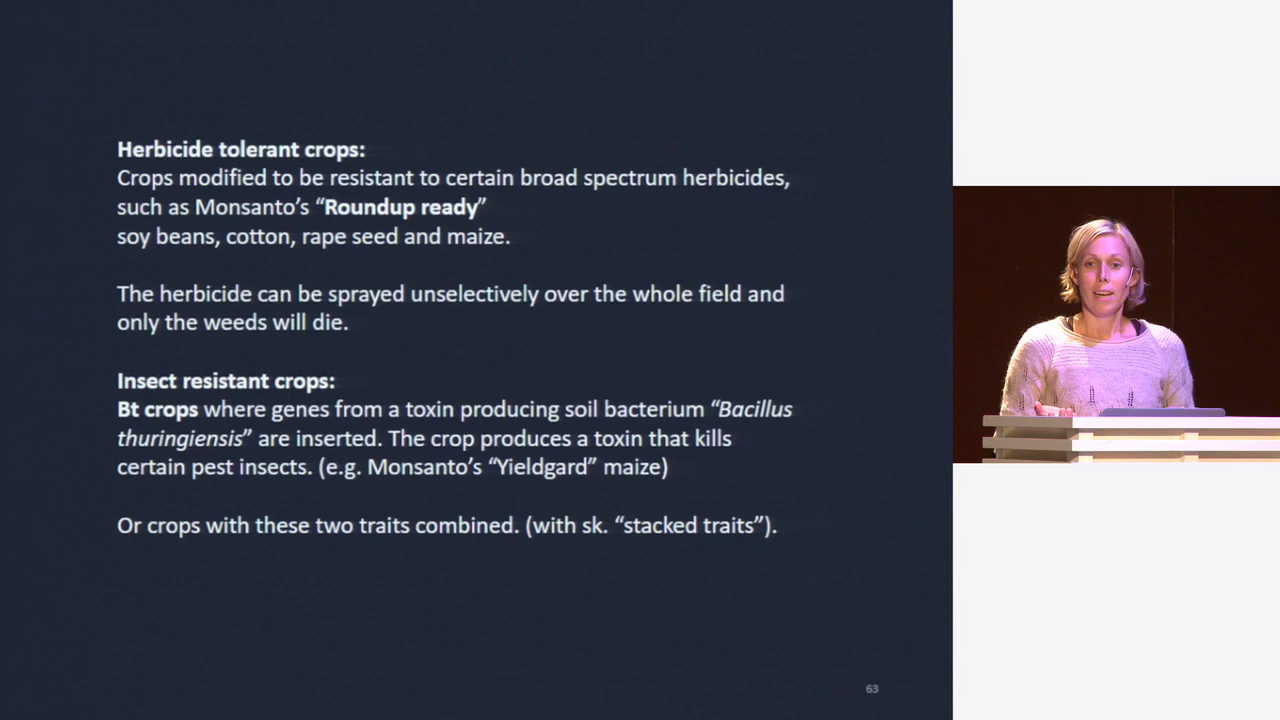 Herbicide tolerant crops:
Crops modified to be resistant to certain broad spectrum herbicides,
such as Monsanto’s “Roundup ready”
soy beans, cotton, rape seed and maize.
The herbicide can be sprayed unselectively over the whole field and
only the weeds will die.
Insect resistant crops:
Bt crops where genes from a toxin producing soil bacterium “Bacillus
thuringiensis” are inserted. The crop produces a toxin that kills
certain pest insects. (e.g. Monsanto’s “Yieldgard” maize)
Or crops with these two traits combined. (with sk. “stacked traits”).
63